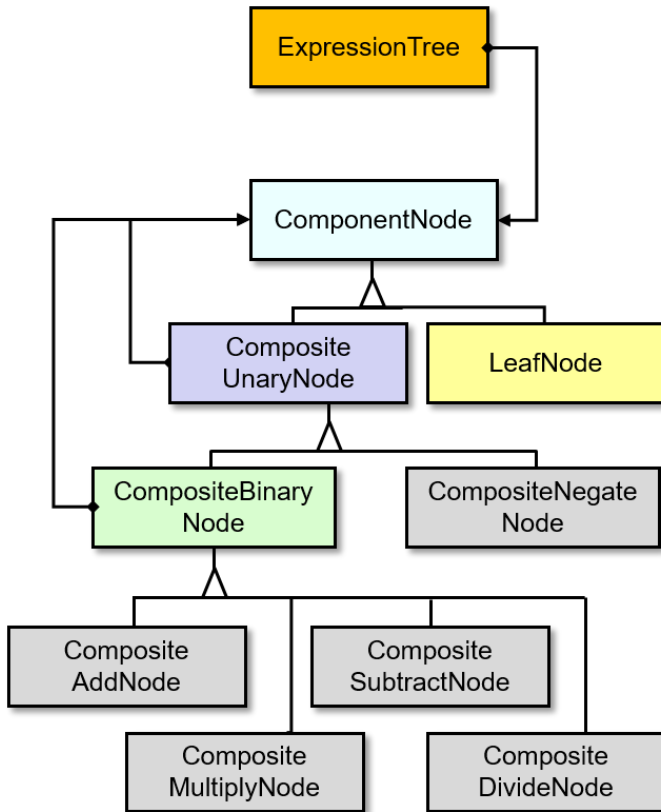 ExpressionTree
ComponentNode
Composite
UnaryNode
LeafNode
CompositeBinary
Node
CompositeNegate
Node
Composite
AddNode
Composite
SubtractNode
Composite
MultiplyNode
Composite
DivideNode